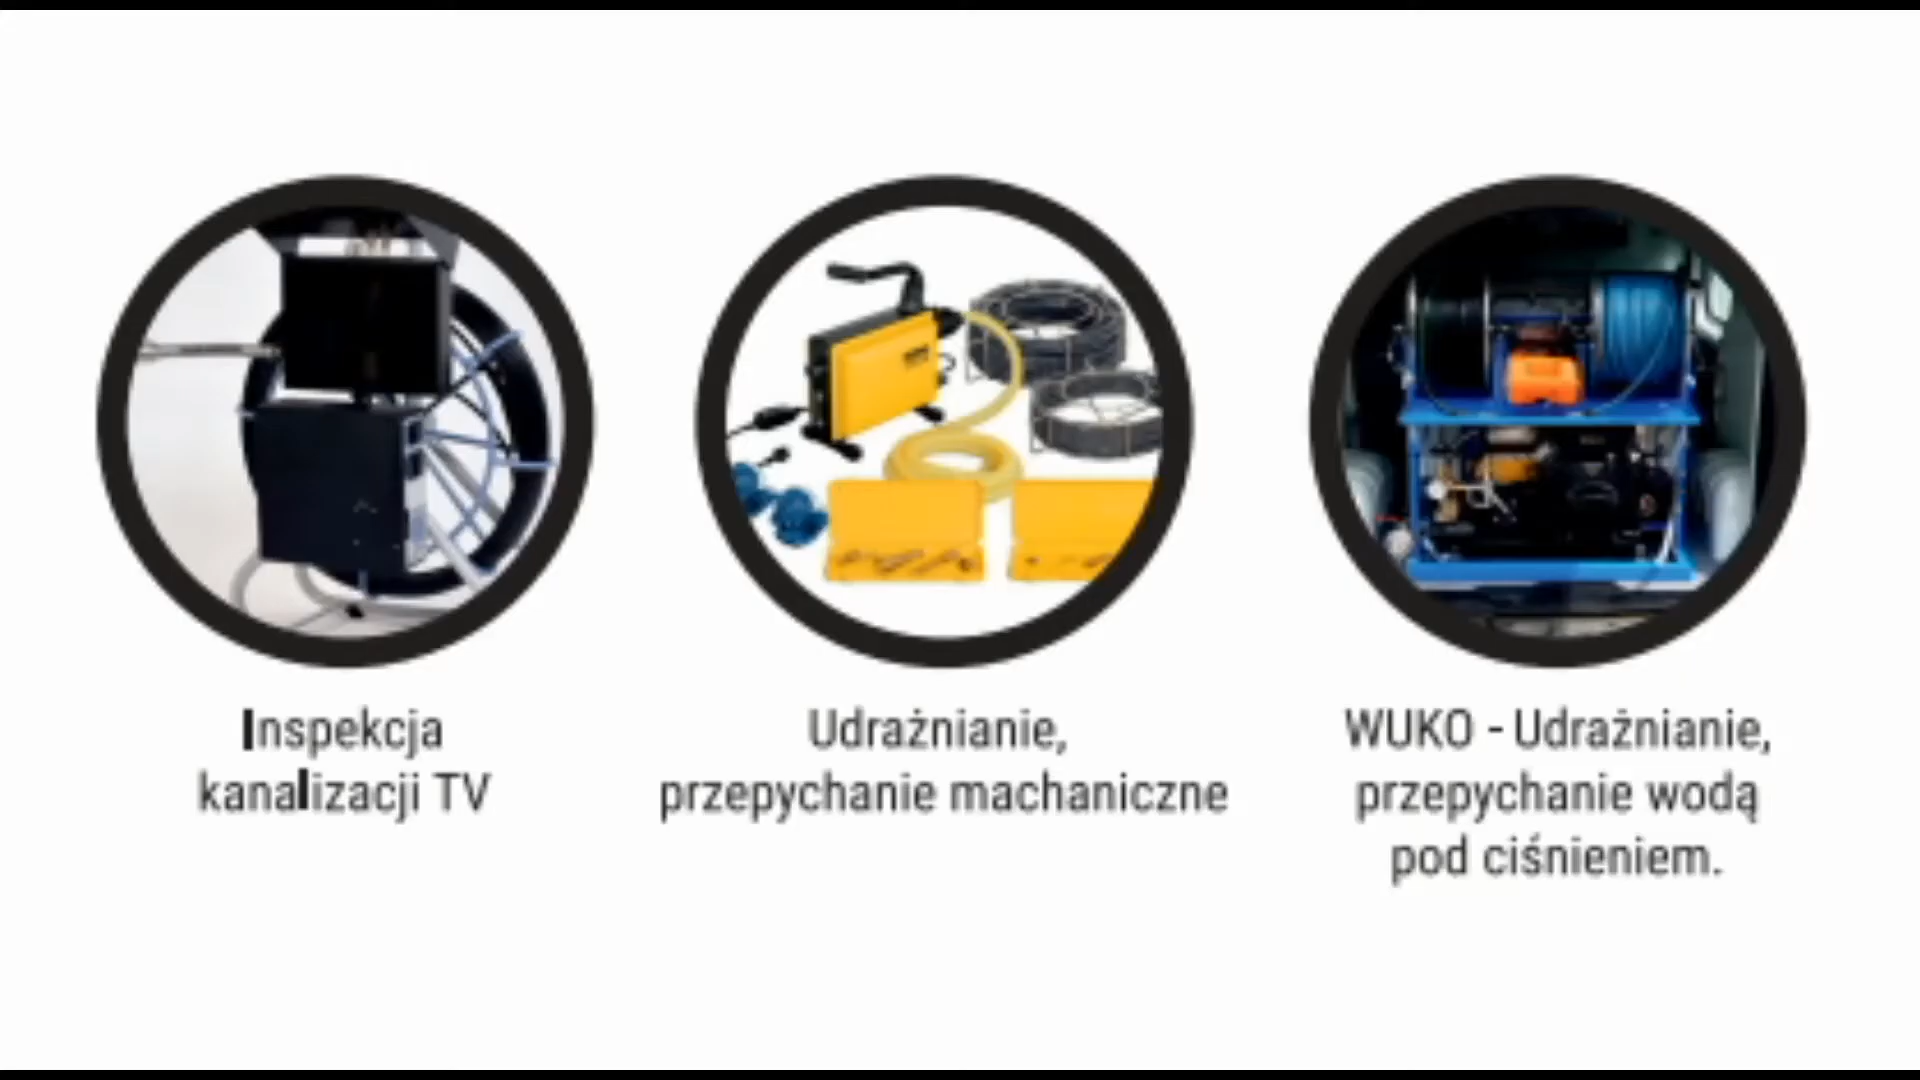 Inspekcja
kanalizacji TV
Udrażnianie,
przepychanie machaniczne
WUKO - Udrażnianie,
przepychanie wodą
pod ciśnieniem.